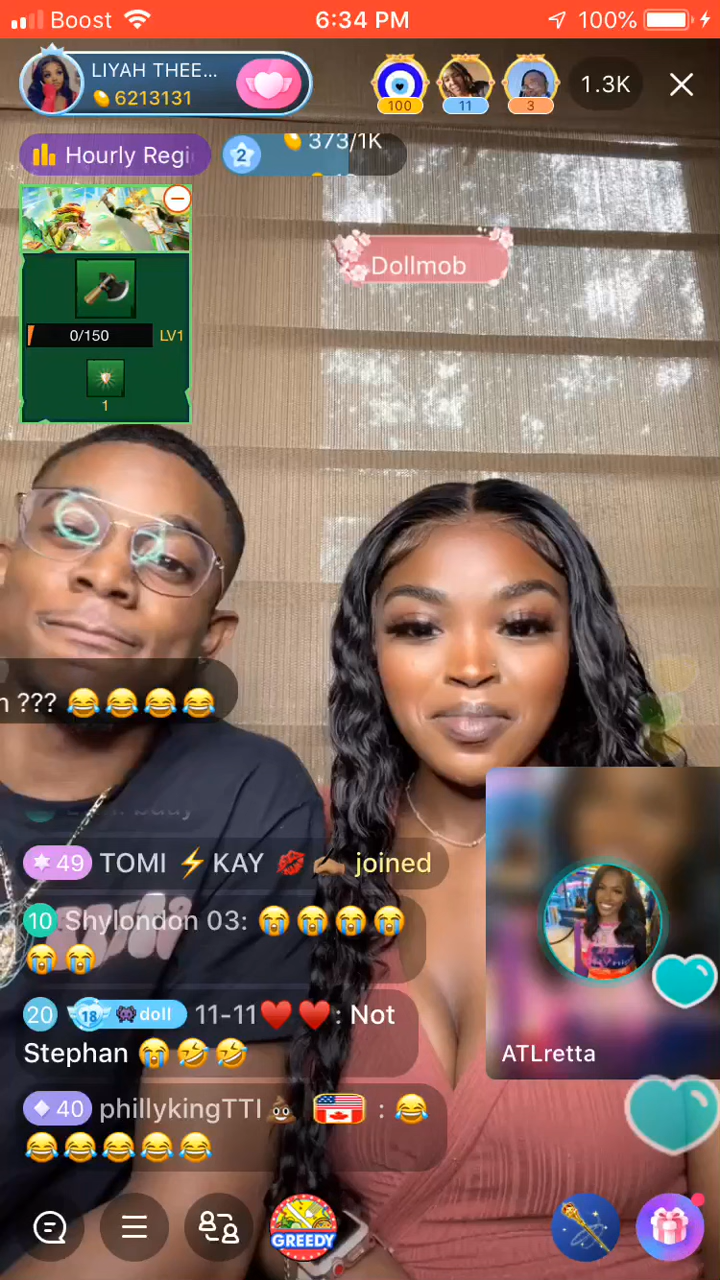 Boost
6:34 PM
100%
LIYAH THEE...
6213131
100
11
3
1.3K
Hourly Regi
2
373/1K
Dollmob
0/150
LV1
1
???😂😂😂😂
49 TOMI ⚡ KAY 💋 joined
10 Shylondon 03: 😭😭😭😭
😭😭
20 18 doll 11-11♥️♥️: Not
Stephan 😭🤣🤣
40 phillykingTTI💩 : 😂
😂😂😂😂😂
ATLretta
GREEDY